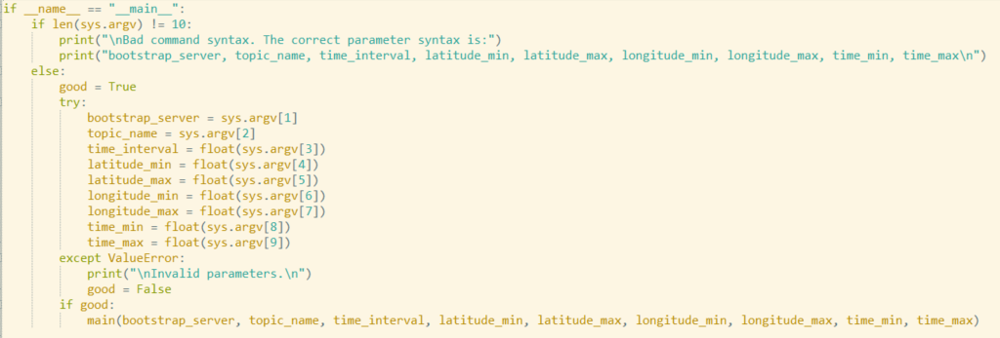 if __name__ == "__main__":
    if len(sys.argv) != 10:
        print("\nBad command syntax. The correct parameter syntax is:")
        print("bootstrap_server, topic_name, time_interval, latitude_min, latitude_max, longitude_min, longitude_max, time_min, time_max\n")
    else:
        good = True
        try:
            bootstrap_server = sys.argv[1]
            topic_name = sys.argv[2]
            time_interval = float(sys.argv[3])
            latitude_min = float(sys.argv[4])
            latitude_max = float(sys.argv[5])
            longitude_min = float(sys.argv[6])
            longitude_max = float(sys.argv[7])
            time_min = float(sys.argv[8])
            time_max = float(sys.argv[9])
        except ValueError:
            print("\nInvalid parameters.\n")
            good = False
        if good:
            main(bootstrap_server, topic_name, time_interval, latitude_min, latitude_max, longitude_min, longitude_max, time_min, time_max)